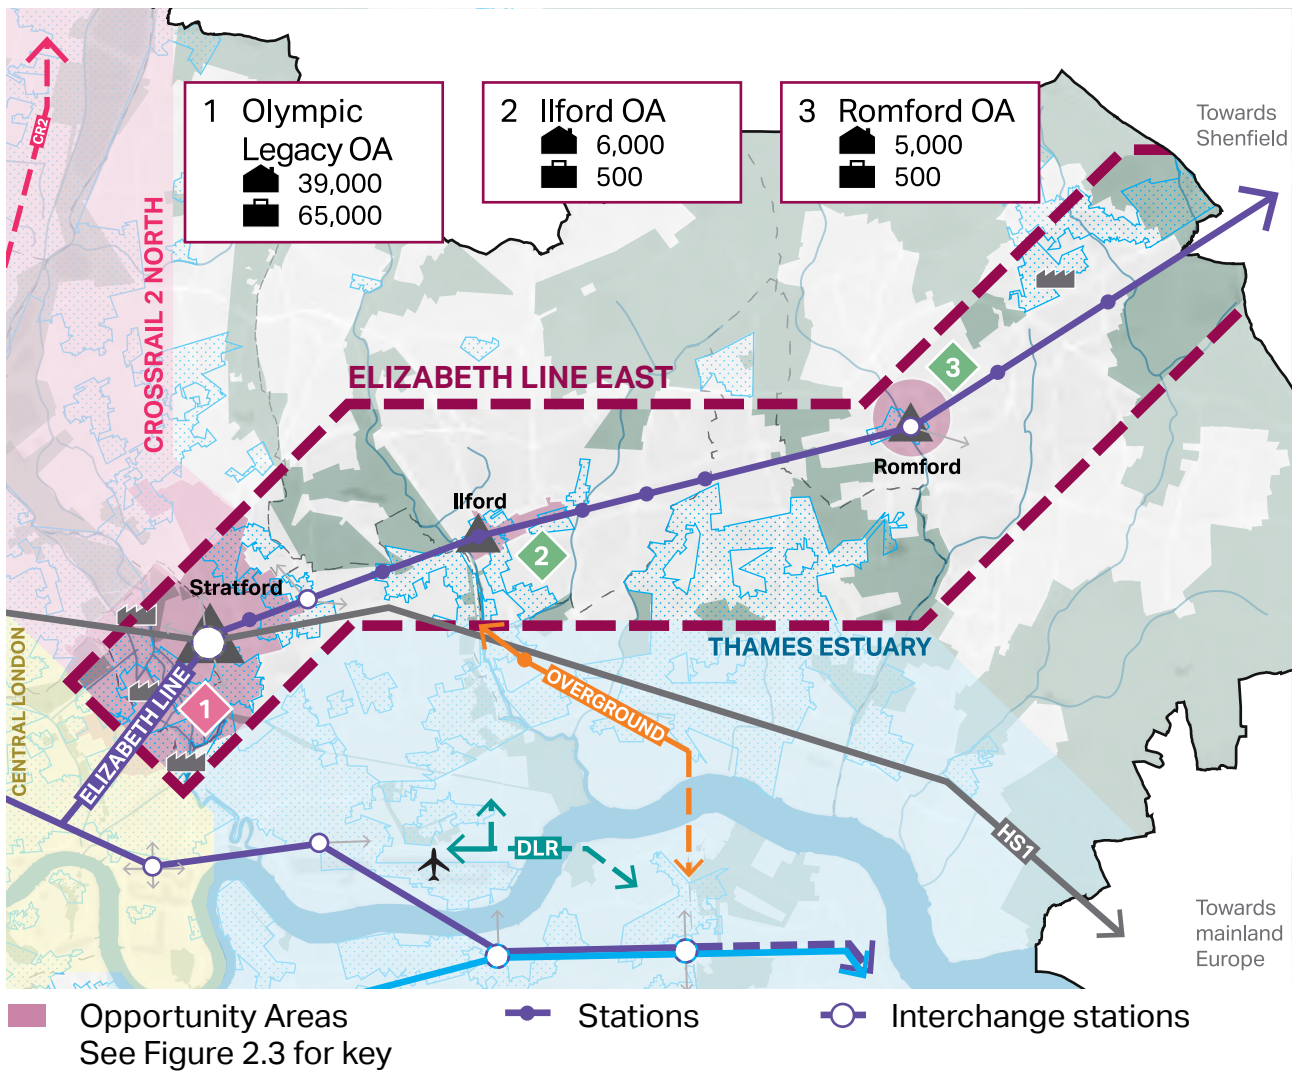 1 Olympic
Legacy OA
39,000
65,000
2 Ilford OA
6,000
500
3 Romford OA
5,000
500
Towards
Shenfield
CR2
CROSSRAIL 2 NORTH
ELIZABETH LINE EAST
3
Romford
Ilford
2
Stratford
THAMES ESTUARY
OVERGROUND
1
ELIZABETH LINE
CENTRAL LONDON
DLR
HS1
Towards
mainland
Europe
Opportunity Areas
See Figure 2.3 for key
Stations
Interchange stations